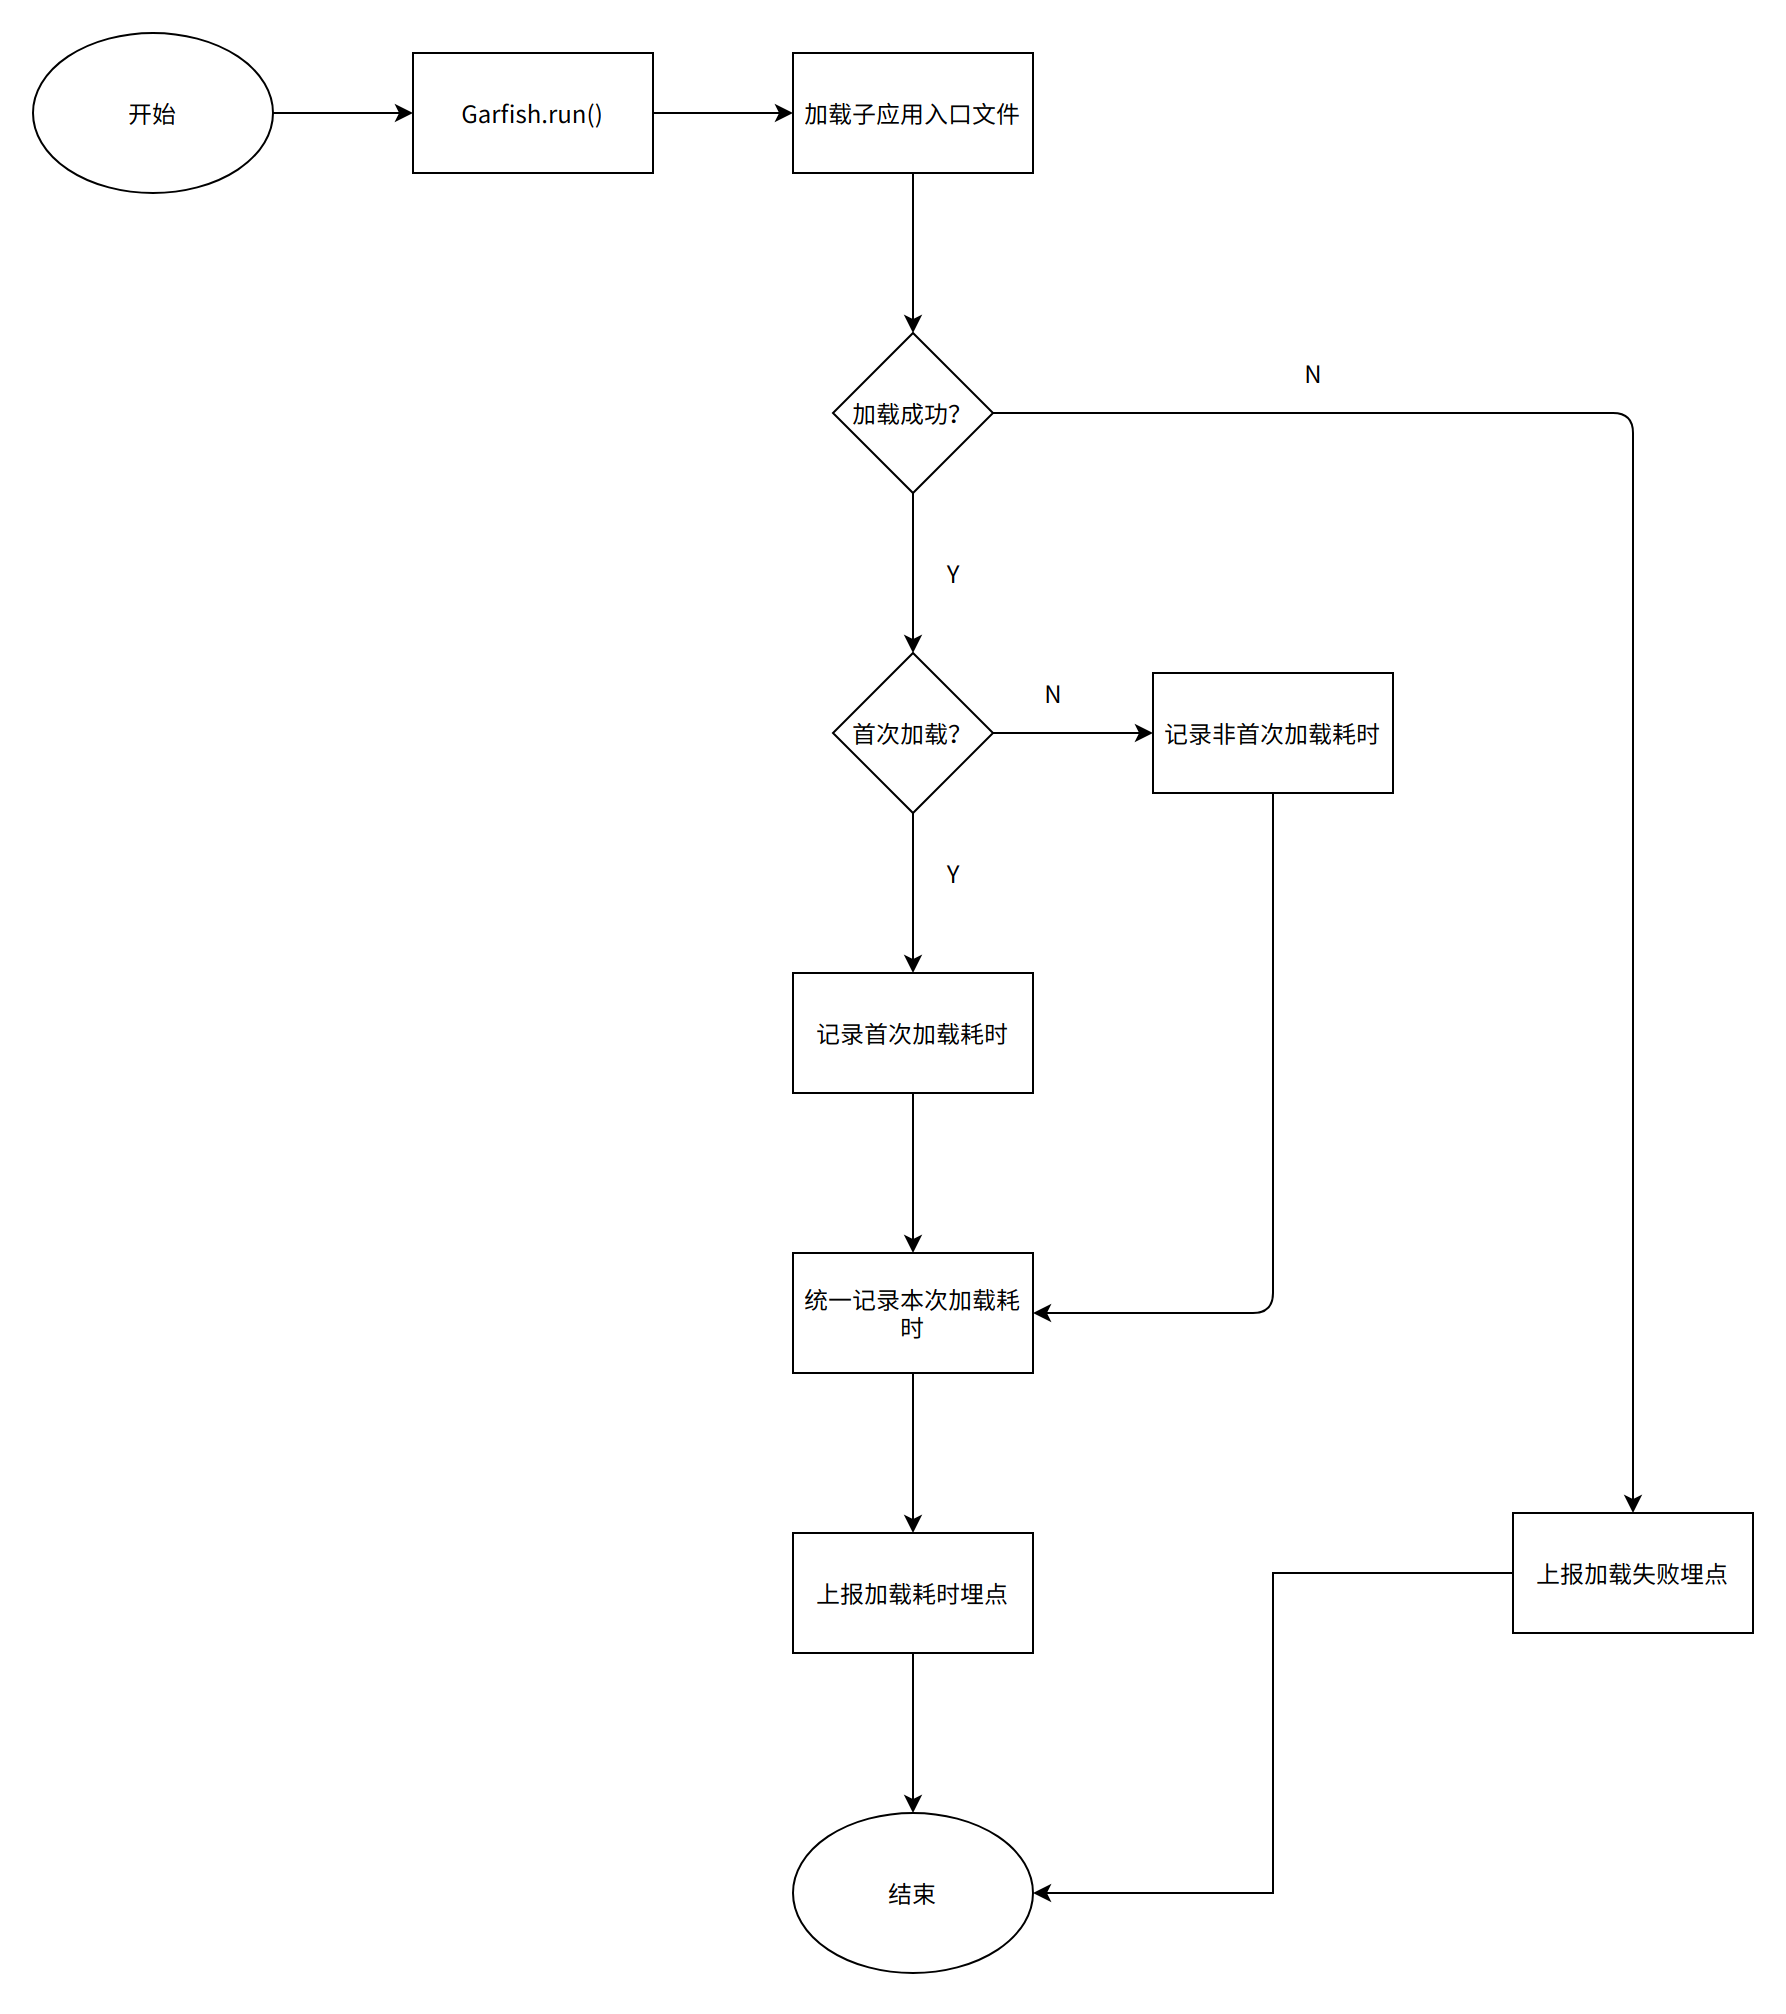 开始
Garfish.run()
加载子应用入口文件
加载成功？
N
Y
首次加载？
N
记录非首次加载耗时
Y
记录首次加载耗时
统一记录本次加载耗
时
上报加载耗时埋点
上报加载失败埋点
结束